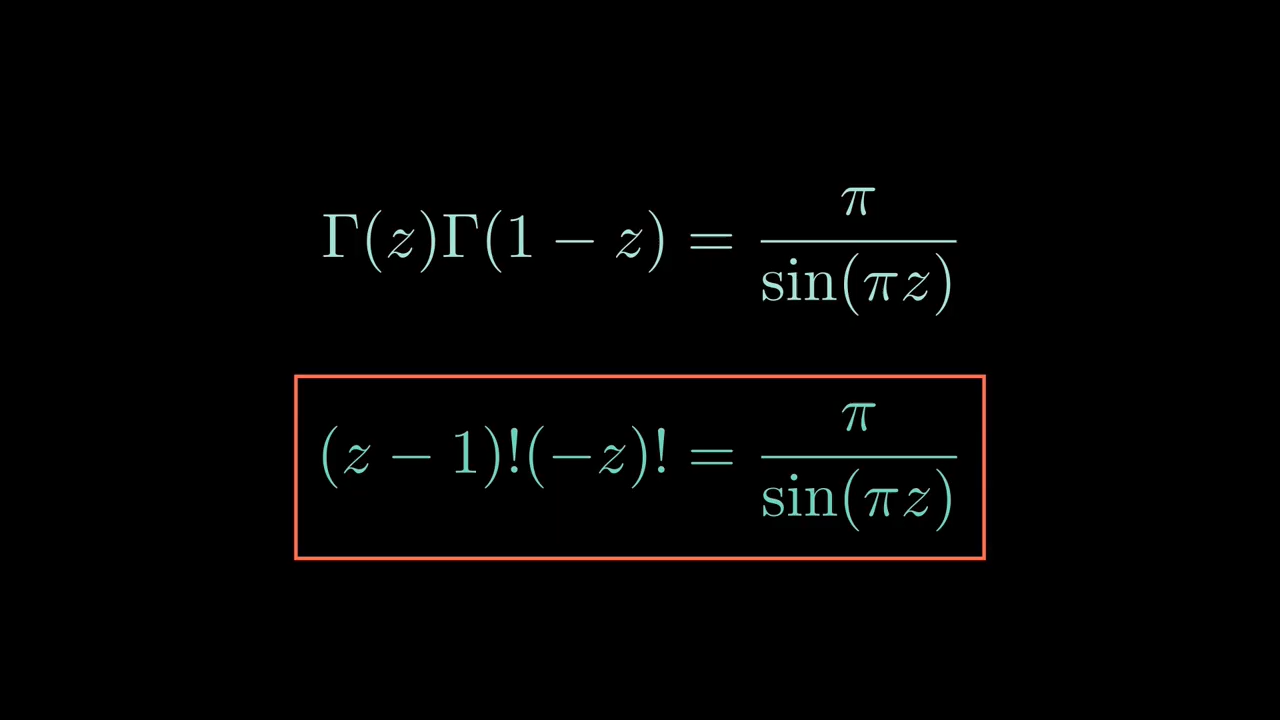 Γ(z)Γ(1 − z) = π / sin(πz)
(z − 1)!(−z)! = π / sin(πz)